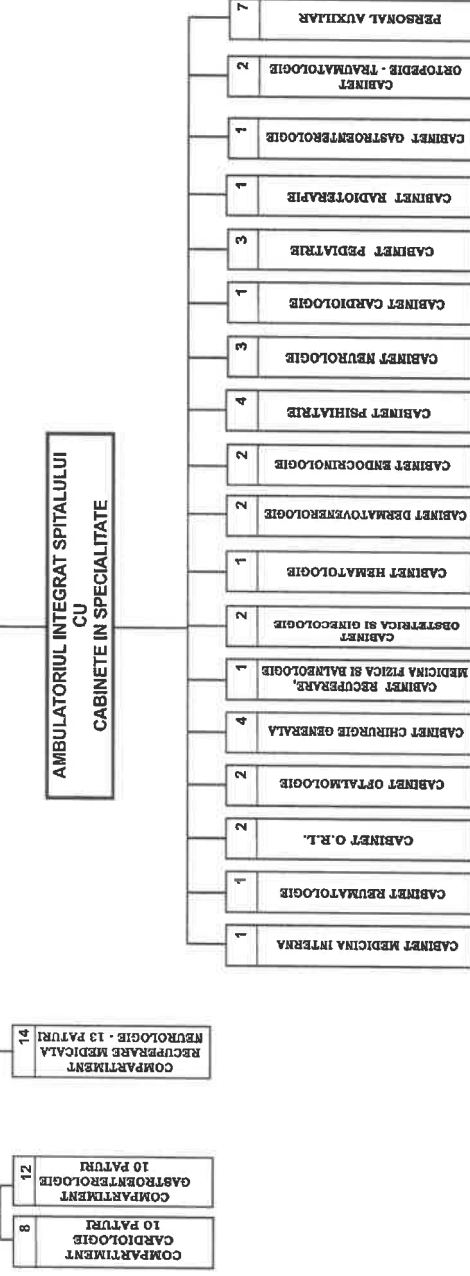 8
COMPARTIMENT
CARDIOLOGIE
10 PATURI
12
COMPARTIMENT
GASTROENTEROLOGIE
10 PATURI
14
COMPARTIMENT
RECUPERARE MEDICALA
NEUROLOGIE - 13 PATURI
AMBULATORIUL INTEGRAT SPITALULUI
CU
CABINETE IN SPECIALITATE
1
CABINET MEDICINA INTERNA
1
CABINET REUMATOLOGIE
2
CABINET O.R.L.
2
CABINET OFTALMOLOGIE
4
CABINET CHIRURGIE GENERALA
1
CABINET RECUPERARE,
MEDICINA FIZICA SI BALNEOLOGIE
2
CABINET
OBSTETRICA SI GINECOLOGIE
1
CABINET HEMATOLOGIE
2
CABINET DERMATOVENEROLOGIE
2
CABINET ENDOCRINOLOGIE
4
CABINET PSIHIATRIE
3
CABINET NEUROLOGIE
1
CABINET CARDIOLOGIE
3
CABINET PEDIATRIE
1
CABINET RADIOTERAPIE
1
CABINET GASTROENTEROLOGIE
2
CABINET
ORTOPEDIE - TRAUMATOLOGIE
7
PERSONAL AUXILIAR